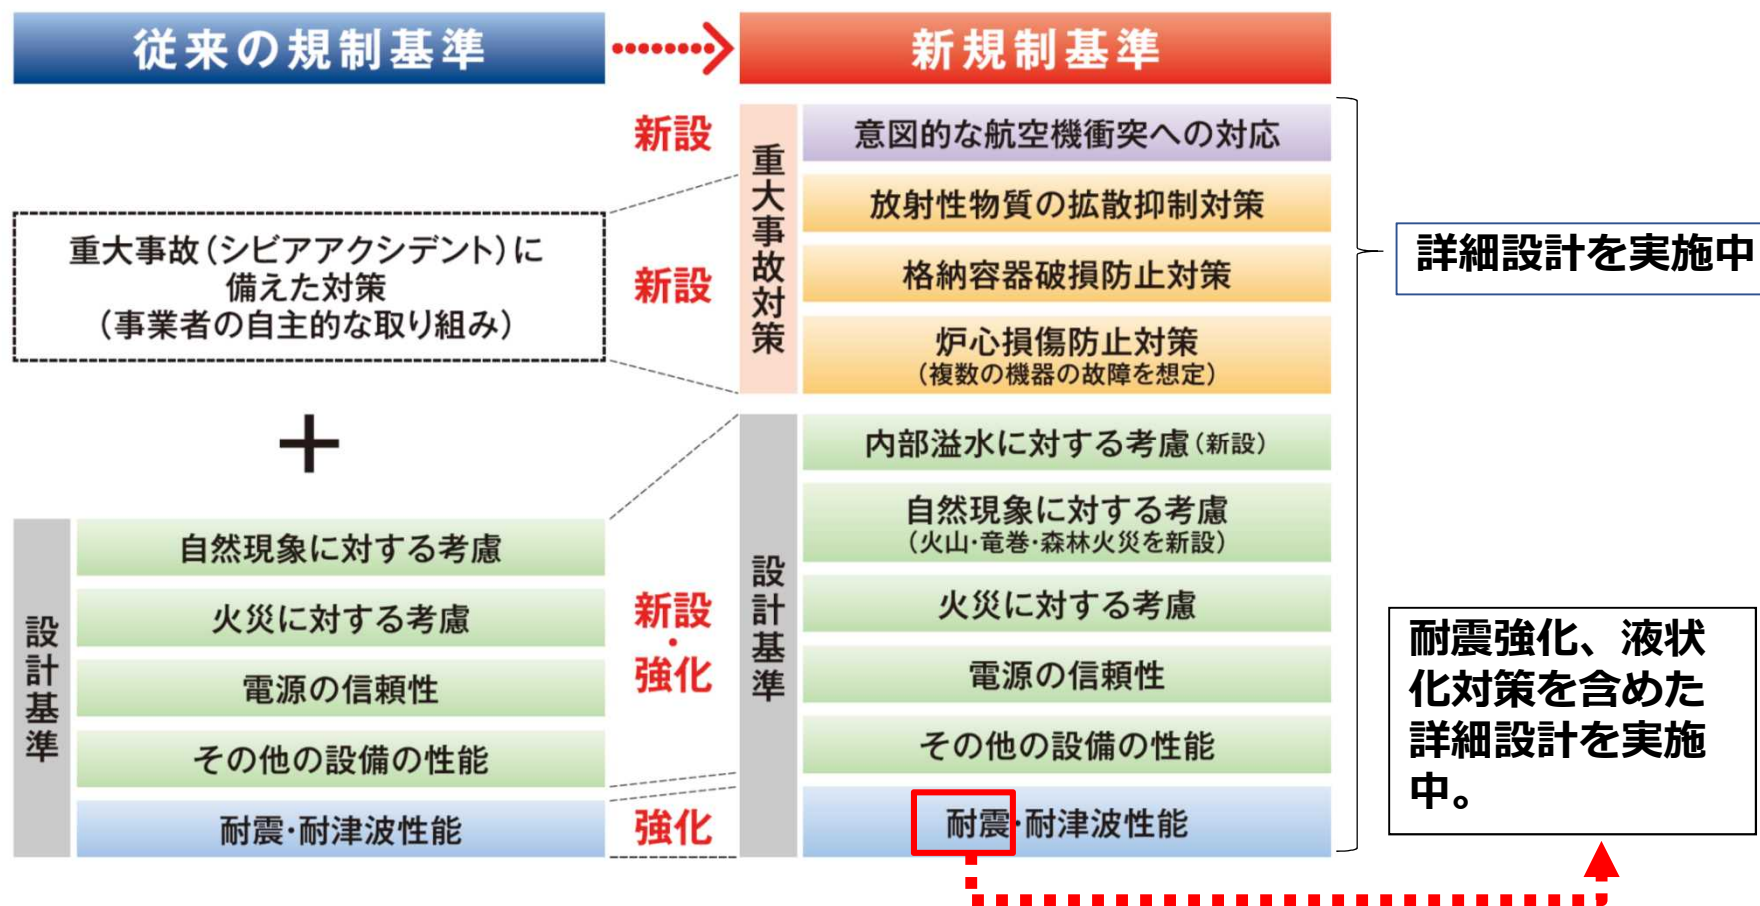 従来の規制基準
新規制基準
重大事故(シビアアクシデント)に
備えた対策
(事業者の自主的な取り組み)
+
設計基準
自然現象に対する考慮
火災に対する考慮
電源の信頼性
その他の設備の性能
耐震・耐津波性能
新設
新設
新設
・
強化
強化
重大事故対策
意図的な航空機衝突への対応
放射性物質の拡散抑制対策
格納容器破損防止対策
炉心損傷防止対策
(複数の機器の故障を想定)
設計基準
内部溢水に対する考慮(新設)
自然現象に対する考慮
(火山・竜巻・森林火災を新設)
火災に対する考慮
電源の信頼性
その他の設備の性能
耐震・耐津波性能
詳細設計を実施中
耐震強化、液状
化対策を含めた
詳細設計を実施
中。